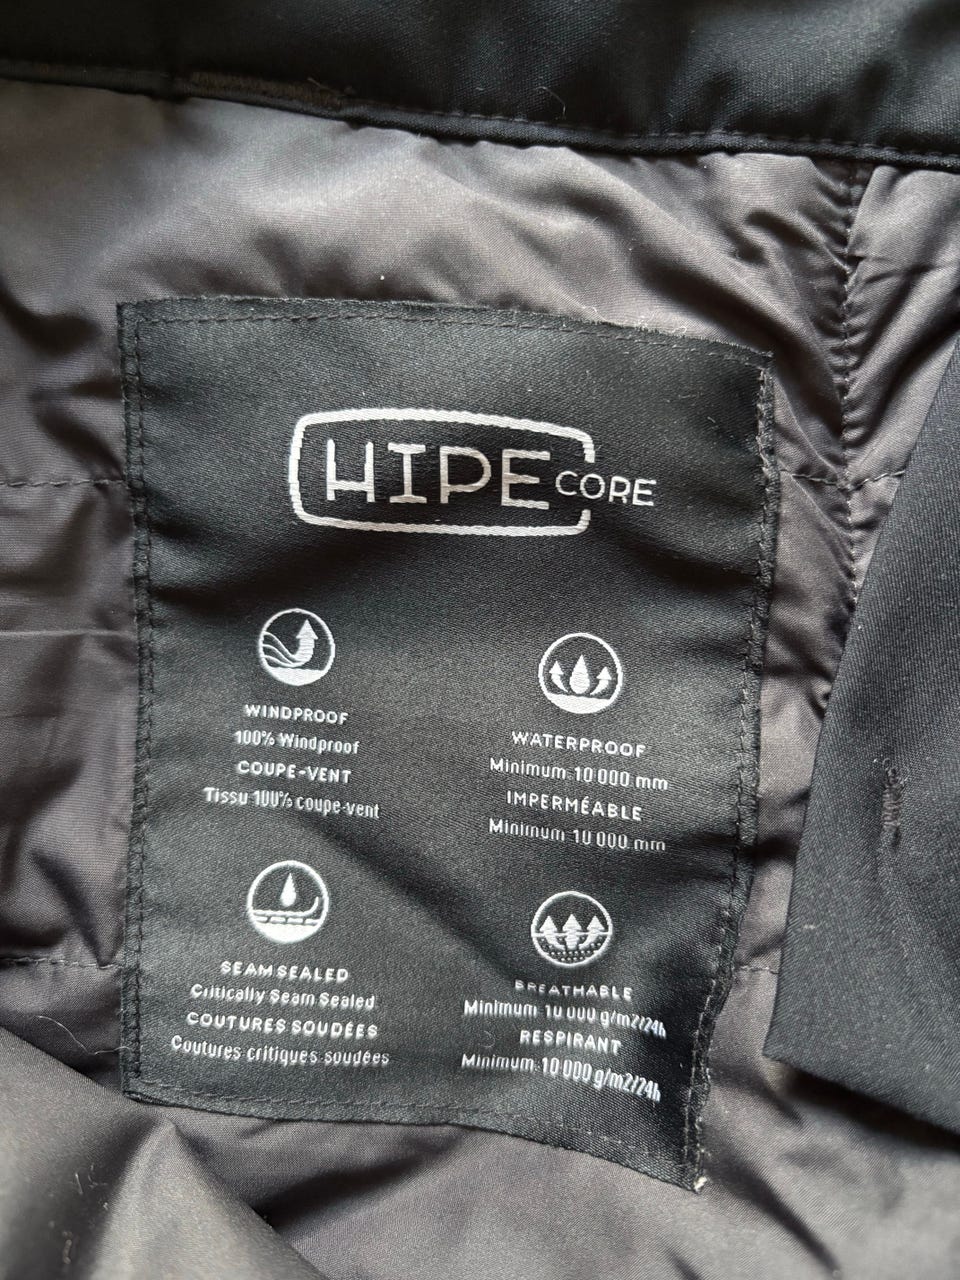 HIPE CORE
WINDPROOF
100% Windproof
COUPE-VENT
Tissu 100% coupe-vent
WATERPROOF
Minimum 10 000 mm
IMPERMÉABLE
Minimum 10 000 mm
SEAM SEALED
Critically Seam Sealed
COUTURES SOUDÉES
Coutures critiques soudées
BREATHABLE
Minimum 10 000 g/m2/24h
RESPIRANT
Minimum 10 000 g/m2/24h